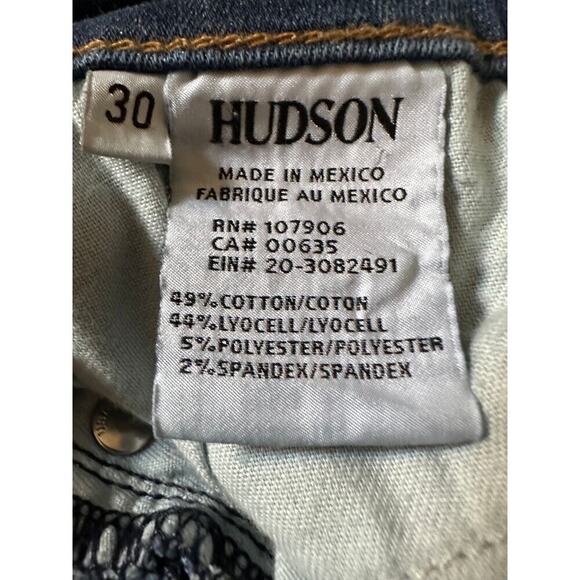 30
HUDSON
MADE IN MEXICO
FABRIQUE AU MEXICO
RN# 107906
CA# 00635
EIN# 20-3082491
49% COTTON/COTON
44% LYOCELL/LYOCELL
5% POLYESTER/POLYESTER
2% SPANDEX/SPANDEX